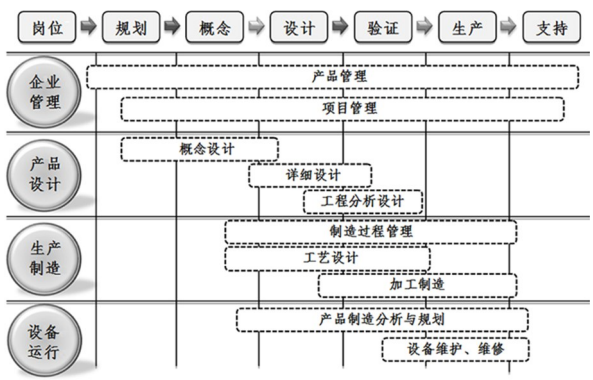 岗位 规划 概念 设计 验证 生产 支持
企业
管理
产品管理
项目管理
产品
设计
概念设计
详细设计
工程分析设计
生产
制造
制造过程管理
工艺设计
加工制造
设备
运行
产品制造分析与规划
设备维护、维修